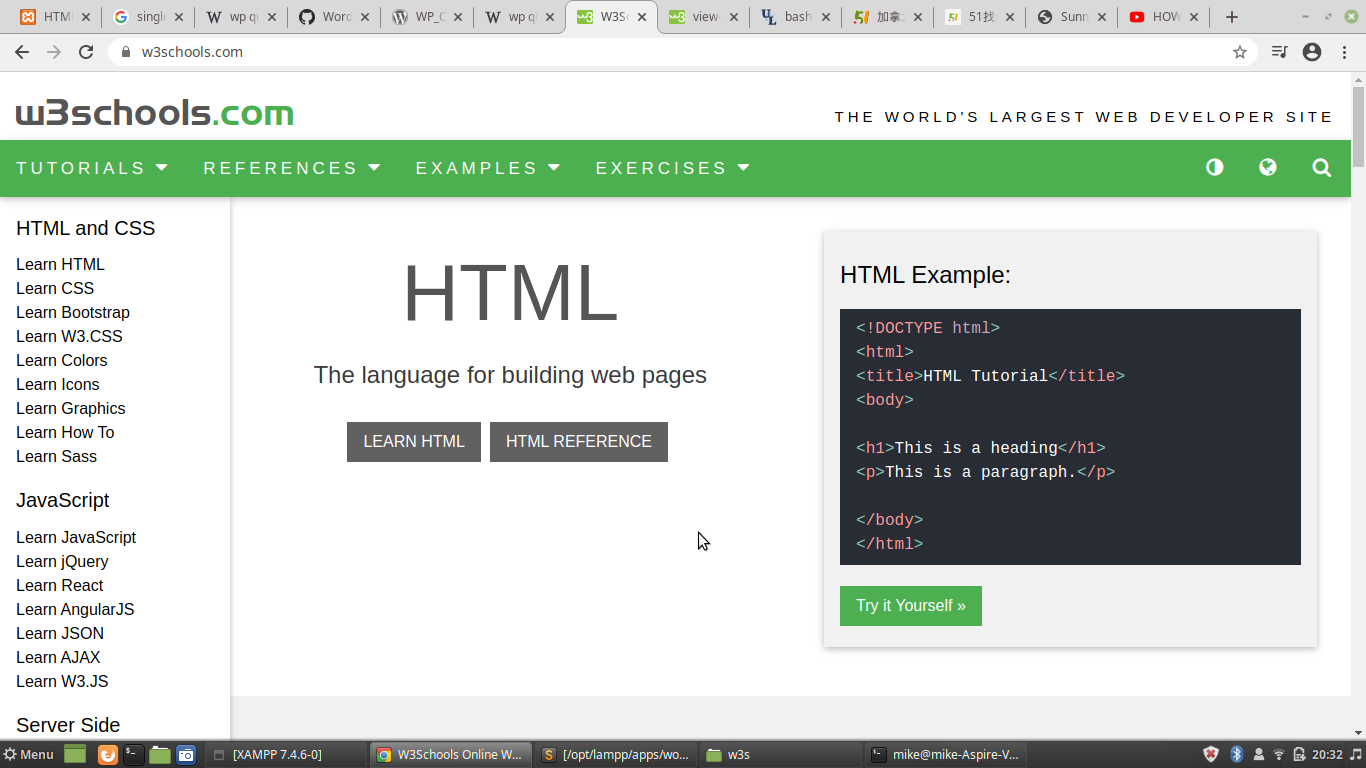 HTML
singl
wp qu
Word
WP_C
wp qu
W3Sc
view-
bash
加拿
51找
Sunn
HOW
w3schools.com
w3schools.com
THE WORLD'S LARGEST WEB DEVELOPER SITE
TUTORIALS REFERENCES EXAMPLES EXERCISES
HTML and CSS
Learn HTML
Learn CSS
Learn Bootstrap
Learn W3.CSS
Learn Colors
Learn Icons
Learn Graphics
Learn How To
Learn Sass
JavaScript
Learn JavaScript
Learn jQuery
Learn React
Learn AngularJS
Learn JSON
Learn AJAX
Learn W3.JS
Server Side
HTML
The language for building web pages
LEARN HTML HTML REFERENCE
HTML Example:
<!DOCTYPE html>
<html>
<title>HTML Tutorial</title>
<body>
<h1>This is a heading</h1>
<p>This is a paragraph.</p>
</body>
</html>
Try it Yourself »
Menu [XAMPP 7.4.6-0] W3Schools Online W... [/opt/lampp/apps/wo... w3s mike@mike-Aspire-V... 20:32